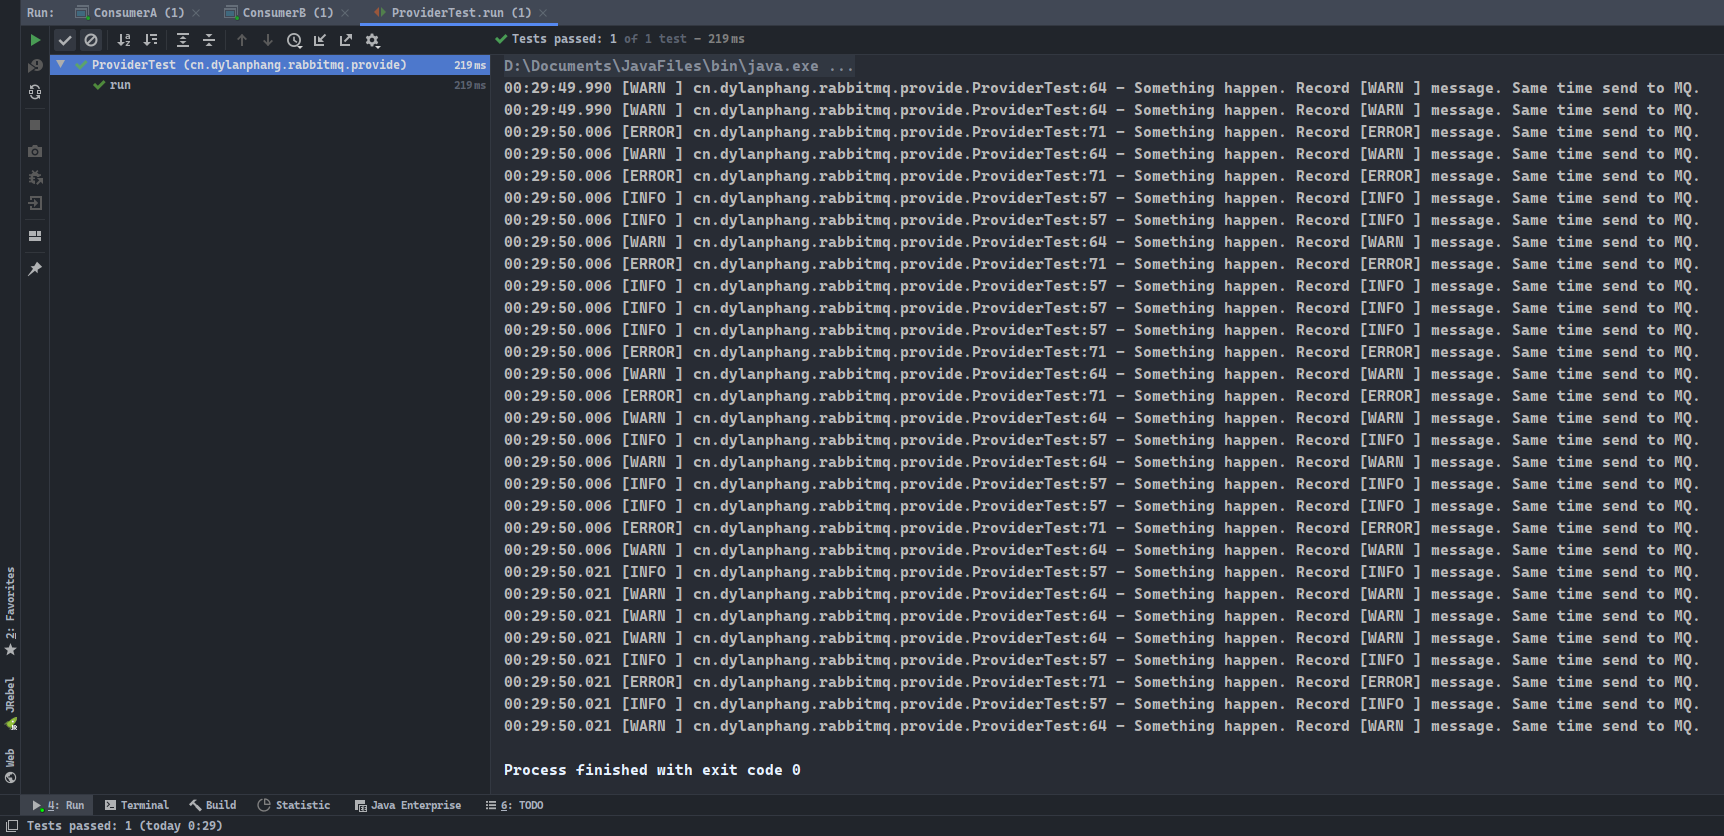 Run: ConsumerA (1) × ConsumerB (1) × ProviderTest.run (1) ×
Tests passed: 1 of 1 test – 219 ms
ProviderTest (cn.dylanphang.rabbitmq.provide) 219 ms
run 219 ms
D:\Documents\JavaFiles\bin\java.exe ...
00:29:49.990 [WARN ] cn.dylanphang.rabbitmq.provide.ProviderTest:64 - Something happen. Record [WARN ] message. Same time send to MQ.
00:29:49.990 [WARN ] cn.dylanphang.rabbitmq.provide.ProviderTest:64 - Something happen. Record [WARN ] message. Same time send to MQ.
00:29:50.006 [ERROR] cn.dylanphang.rabbitmq.provide.ProviderTest:71 - Something happen. Record [ERROR] message. Same time send to MQ.
00:29:50.006 [WARN ] cn.dylanphang.rabbitmq.provide.ProviderTest:64 - Something happen. Record [WARN ] message. Same time send to MQ.
00:29:50.006 [ERROR] cn.dylanphang.rabbitmq.provide.ProviderTest:71 - Something happen. Record [ERROR] message. Same time send to MQ.
00:29:50.006 [INFO ] cn.dylanphang.rabbitmq.provide.ProviderTest:57 - Something happen. Record [INFO ] message. Same time send to MQ.
00:29:50.006 [INFO ] cn.dylanphang.rabbitmq.provide.ProviderTest:57 - Something happen. Record [INFO ] message. Same time send to MQ.
00:29:50.006 [WARN ] cn.dylanphang.rabbitmq.provide.ProviderTest:64 - Something happen. Record [WARN ] message. Same time send to MQ.
00:29:50.006 [ERROR] cn.dylanphang.rabbitmq.provide.ProviderTest:71 - Something happen. Record [ERROR] message. Same time send to MQ.
00:29:50.006 [INFO ] cn.dylanphang.rabbitmq.provide.ProviderTest:57 - Something happen. Record [INFO ] message. Same time send to MQ.
00:29:50.006 [INFO ] cn.dylanphang.rabbitmq.provide.ProviderTest:57 - Something happen. Record [INFO ] message. Same time send to MQ.
00:29:50.006 [INFO ] cn.dylanphang.rabbitmq.provide.ProviderTest:57 - Something happen. Record [INFO ] message. Same time send to MQ.
00:29:50.006 [ERROR] cn.dylanphang.rabbitmq.provide.ProviderTest:71 - Something happen. Record [ERROR] message. Same time send to MQ.
00:29:50.006 [WARN ] cn.dylanphang.rabbitmq.provide.ProviderTest:64 - Something happen. Record [WARN ] message. Same time send to MQ.
00:29:50.006 [ERROR] cn.dylanphang.rabbitmq.provide.ProviderTest:71 - Something happen. Record [ERROR] message. Same time send to MQ.
00:29:50.006 [WARN ] cn.dylanphang.rabbitmq.provide.ProviderTest:64 - Something happen. Record [WARN ] message. Same time send to MQ.
00:29:50.006 [INFO ] cn.dylanphang.rabbitmq.provide.ProviderTest:57 - Something happen. Record [INFO ] message. Same time send to MQ.
00:29:50.006 [WARN ] cn.dylanphang.rabbitmq.provide.ProviderTest:64 - Something happen. Record [WARN ] message. Same time send to MQ.
00:29:50.006 [INFO ] cn.dylanphang.rabbitmq.provide.ProviderTest:57 - Something happen. Record [INFO ] message. Same time send to MQ.
00:29:50.006 [INFO ] cn.dylanphang.rabbitmq.provide.ProviderTest:57 - Something happen. Record [INFO ] message. Same time send to MQ.
00:29:50.006 [ERROR] cn.dylanphang.rabbitmq.provide.ProviderTest:71 - Something happen. Record [ERROR] message. Same time send to MQ.
00:29:50.006 [WARN ] cn.dylanphang.rabbitmq.provide.ProviderTest:64 - Something happen. Record [WARN ] message. Same time send to MQ.
00:29:50.021 [INFO ] cn.dylanphang.rabbitmq.provide.ProviderTest:57 - Something happen. Record [INFO ] message. Same time send to MQ.
00:29:50.021 [WARN ] cn.dylanphang.rabbitmq.provide.ProviderTest:64 - Something happen. Record [WARN ] message. Same time send to MQ.
00:29:50.021 [WARN ] cn.dylanphang.rabbitmq.provide.ProviderTest:64 - Something happen. Record [WARN ] message. Same time send to MQ.
00:29:50.021 [WARN ] cn.dylanphang.rabbitmq.provide.ProviderTest:64 - Something happen. Record [WARN ] message. Same time send to MQ.
00:29:50.021 [INFO ] cn.dylanphang.rabbitmq.provide.ProviderTest:57 - Something happen. Record [INFO ] message. Same time send to MQ.
00:29:50.021 [ERROR] cn.dylanphang.rabbitmq.provide.ProviderTest:71 - Something happen. Record [ERROR] message. Same time send to MQ.
00:29:50.021 [INFO ] cn.dylanphang.rabbitmq.provide.ProviderTest:57 - Something happen. Record [INFO ] message. Same time send to MQ.
00:29:50.021 [WARN ] cn.dylanphang.rabbitmq.provide.ProviderTest:64 - Something happen. Record [WARN ] message. Same time send to MQ.
Process finished with exit code 0
2: Favorites
JRebel
Web
4: Run Terminal Build Statistic Java Enterprise 6: TODO
Tests passed: 1 (today 0:29)